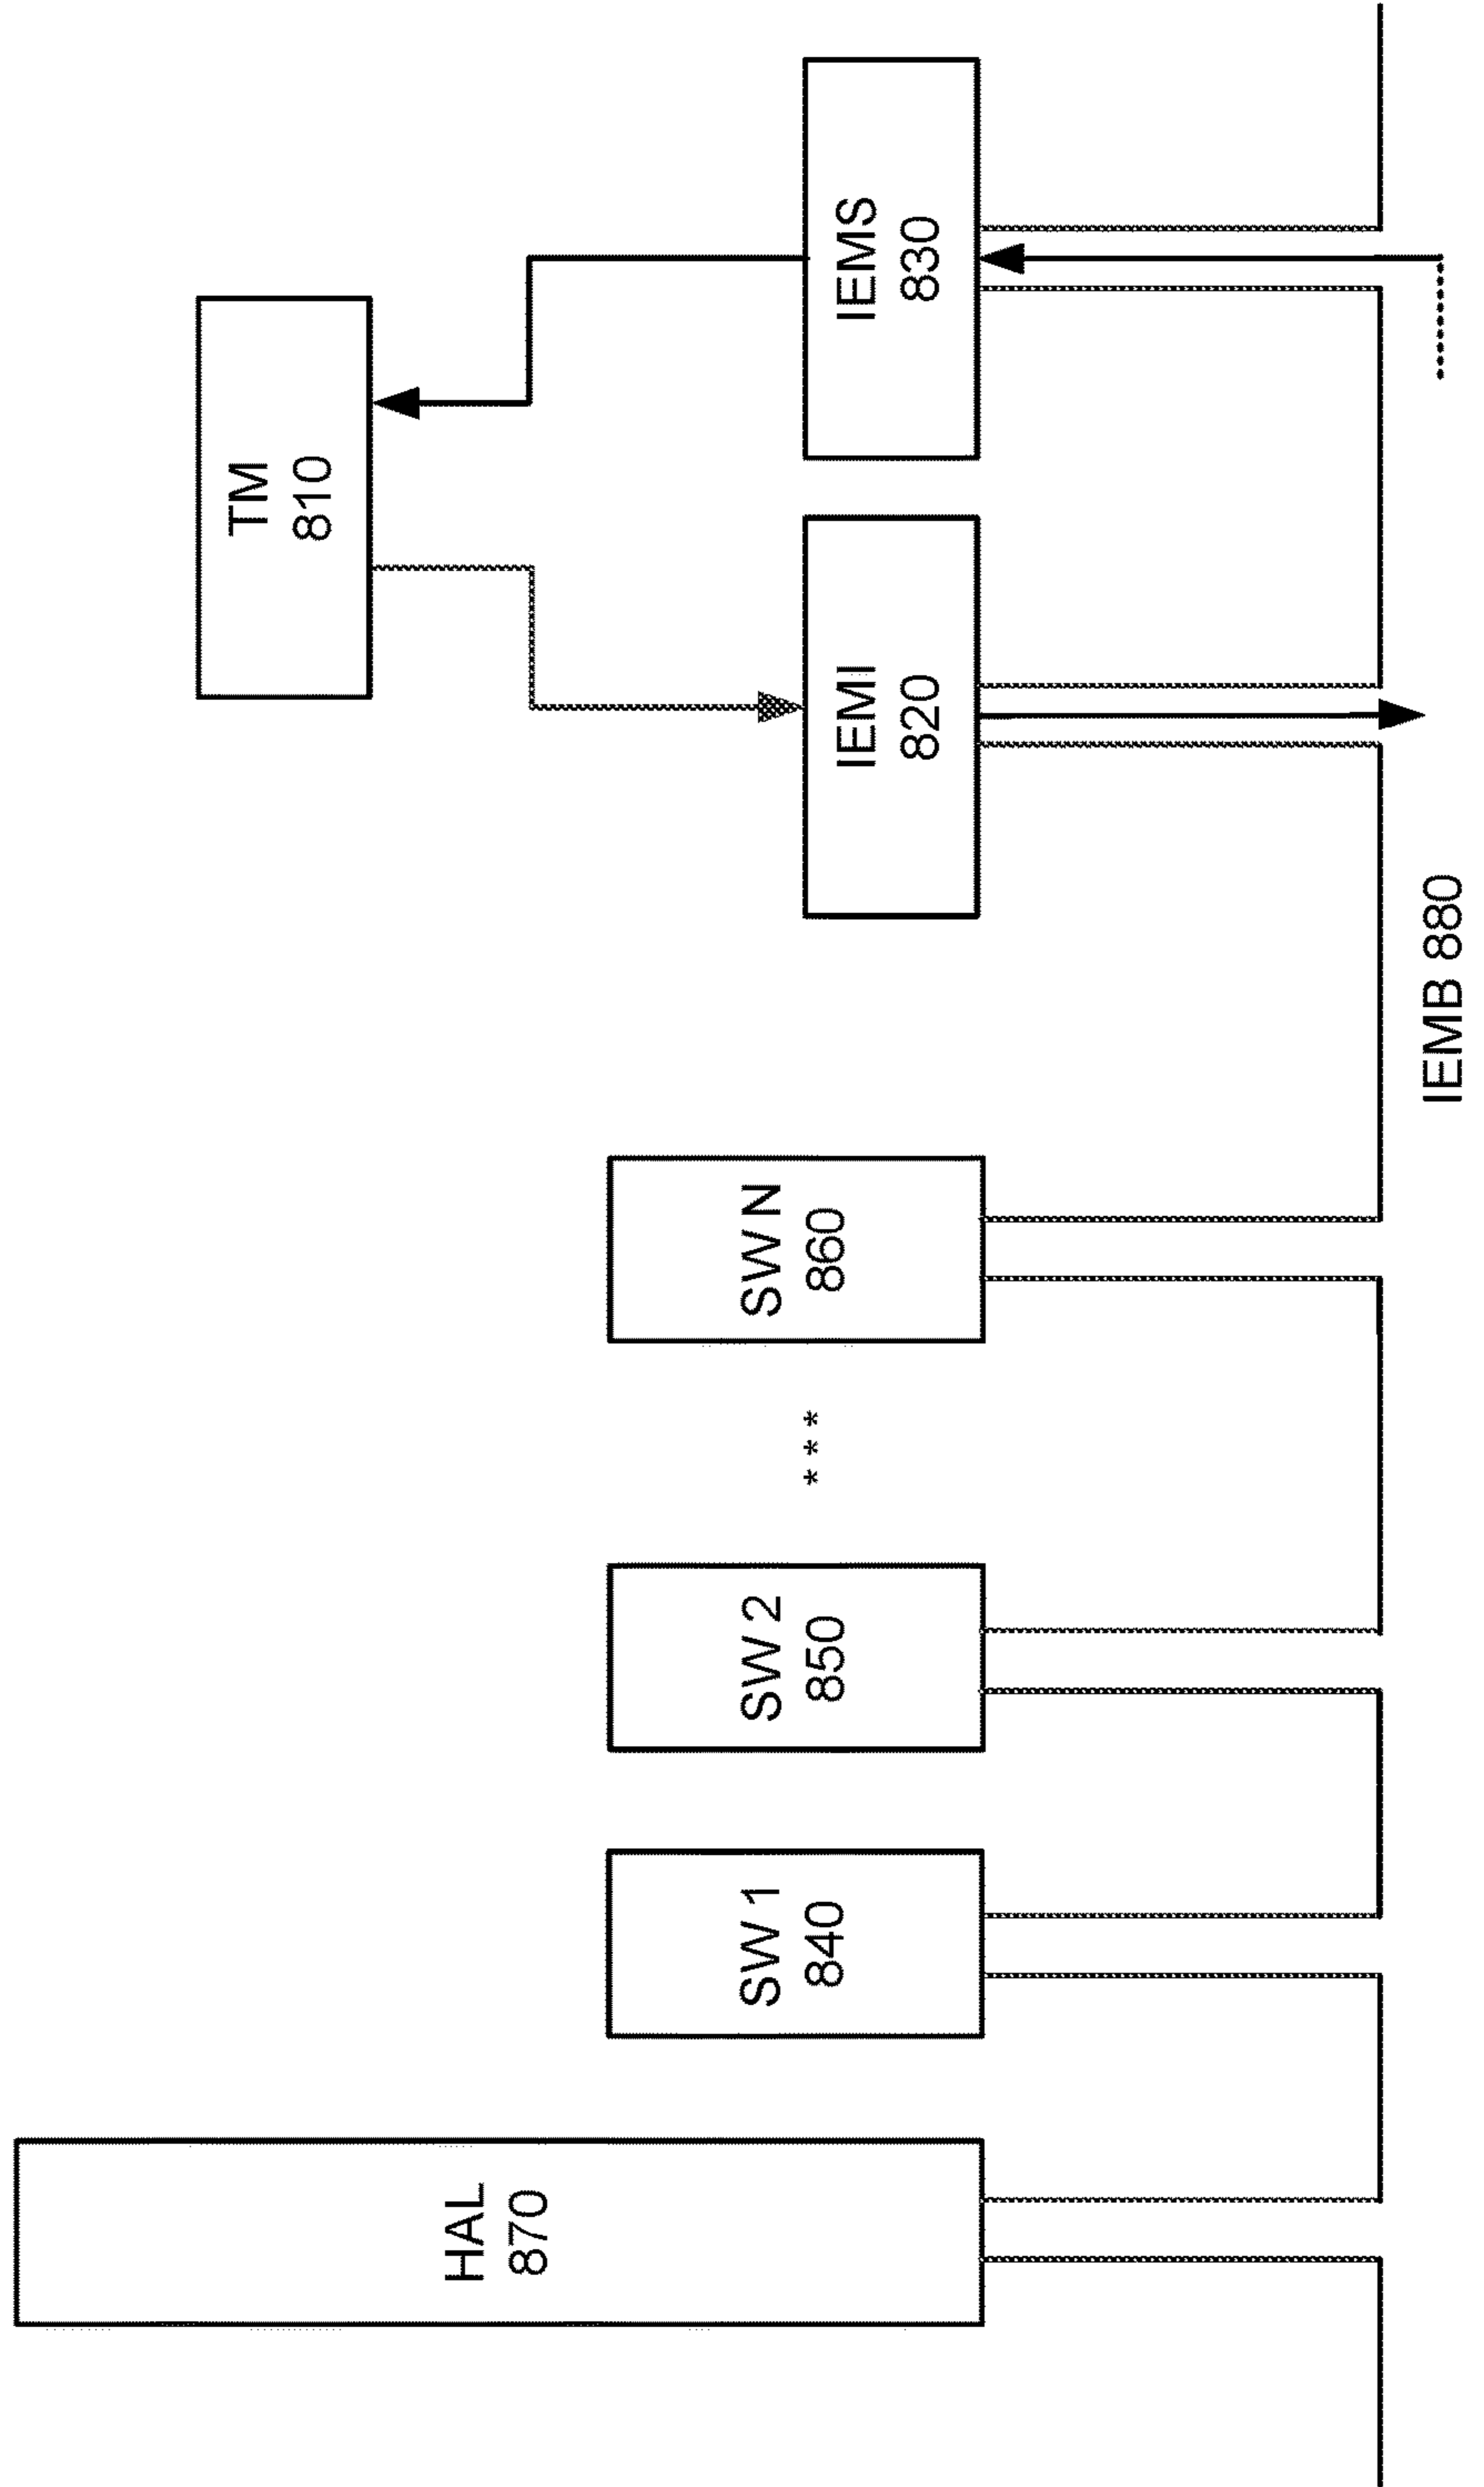 HAL
870
SW 1
840
SW 2
850
***
SW N
860
TM
810
IEMI
820
IEMS
830
IEMB 880